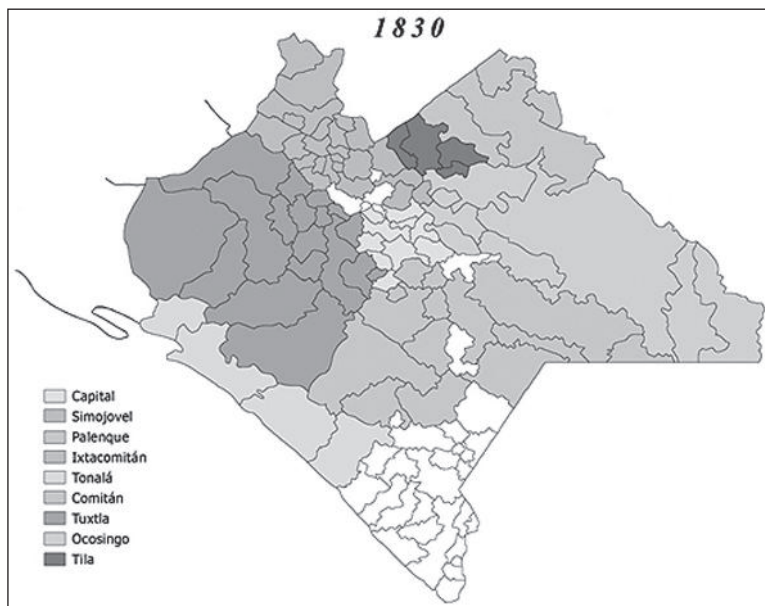 1830
Capital
Simojovel
Palenque
Ixtacomitán
Tonalá
Comitán
Tuxtla
Ocosingo
Tila